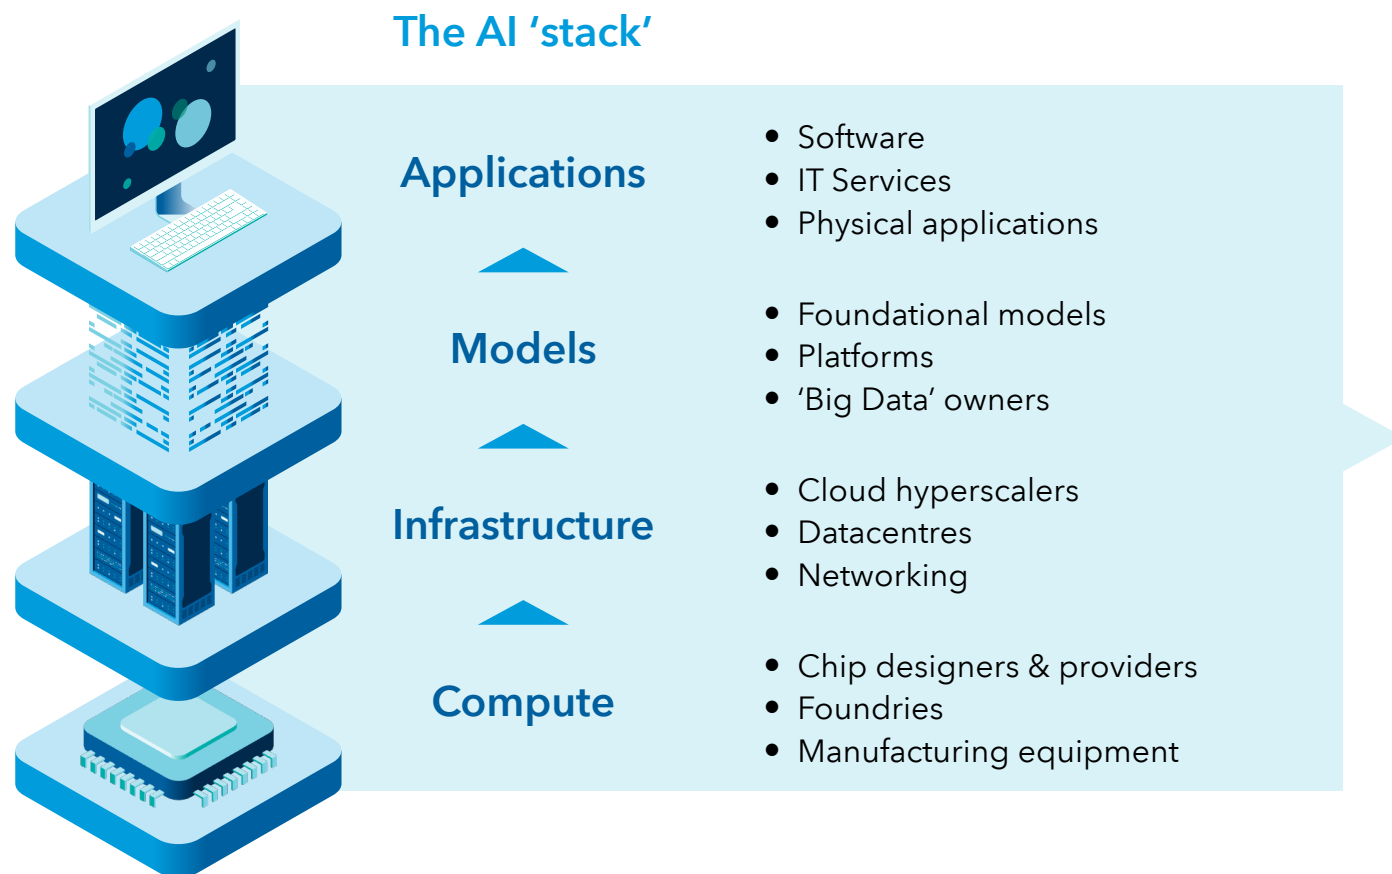 The AI ‘stack’
Applications
• Software
• IT Services
• Physical applications
Models
• Foundational models
• Platforms
• ‘Big Data’ owners
Infrastructure
• Cloud hyperscalers
• Datacentres
• Networking
Compute
• Chip designers & providers
• Foundries
• Manufacturing equipment